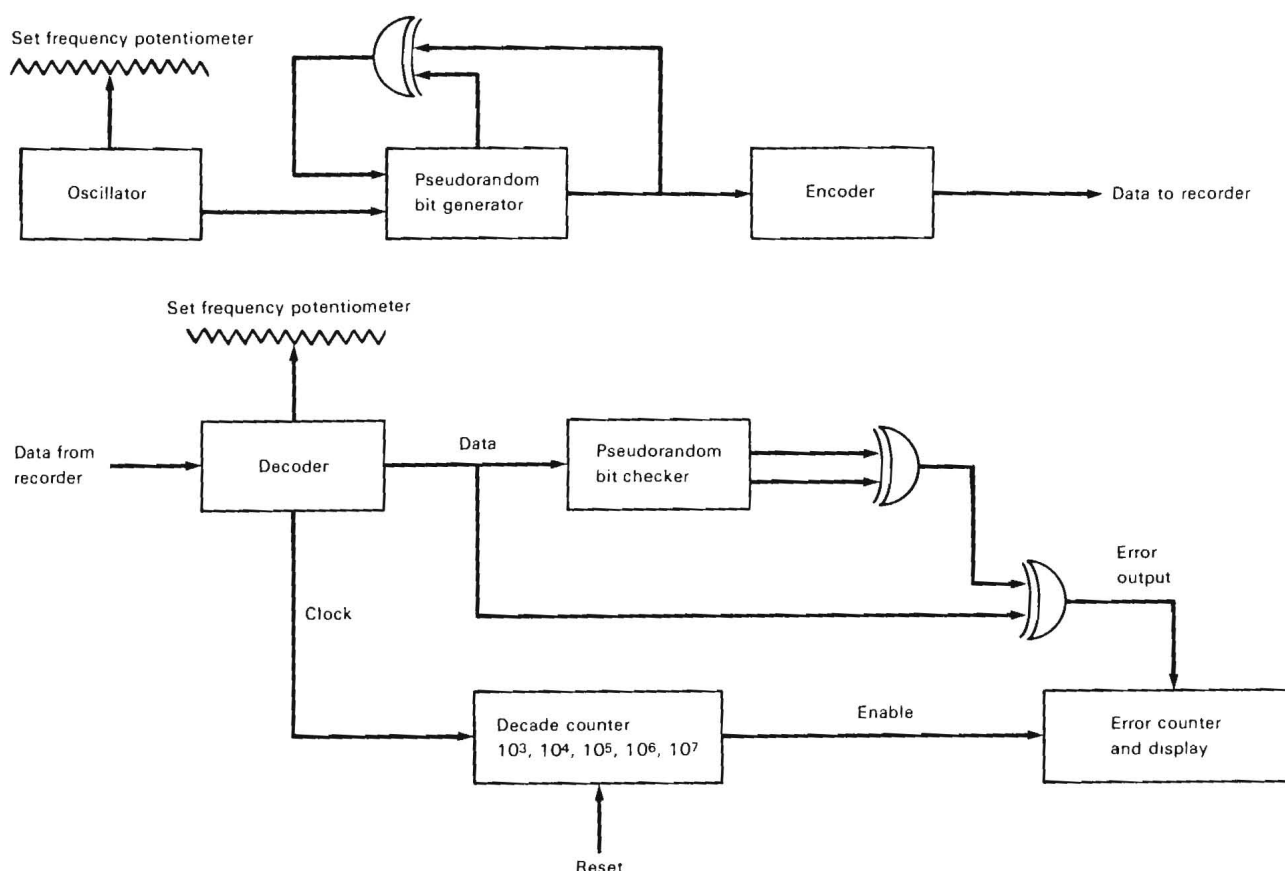 Set frequency potentiometer
Oscillator
Pseudorandom
bit generator
Encoder
Data to recorder
Set frequency potentiometer
Data from
recorder
Decoder
Data
Pseudorandom
bit checker
Error
output
Clock
Decade counter
10³, 10⁴, 10⁵, 10⁶, 10⁷
Enable
Error counter
and display
Reset